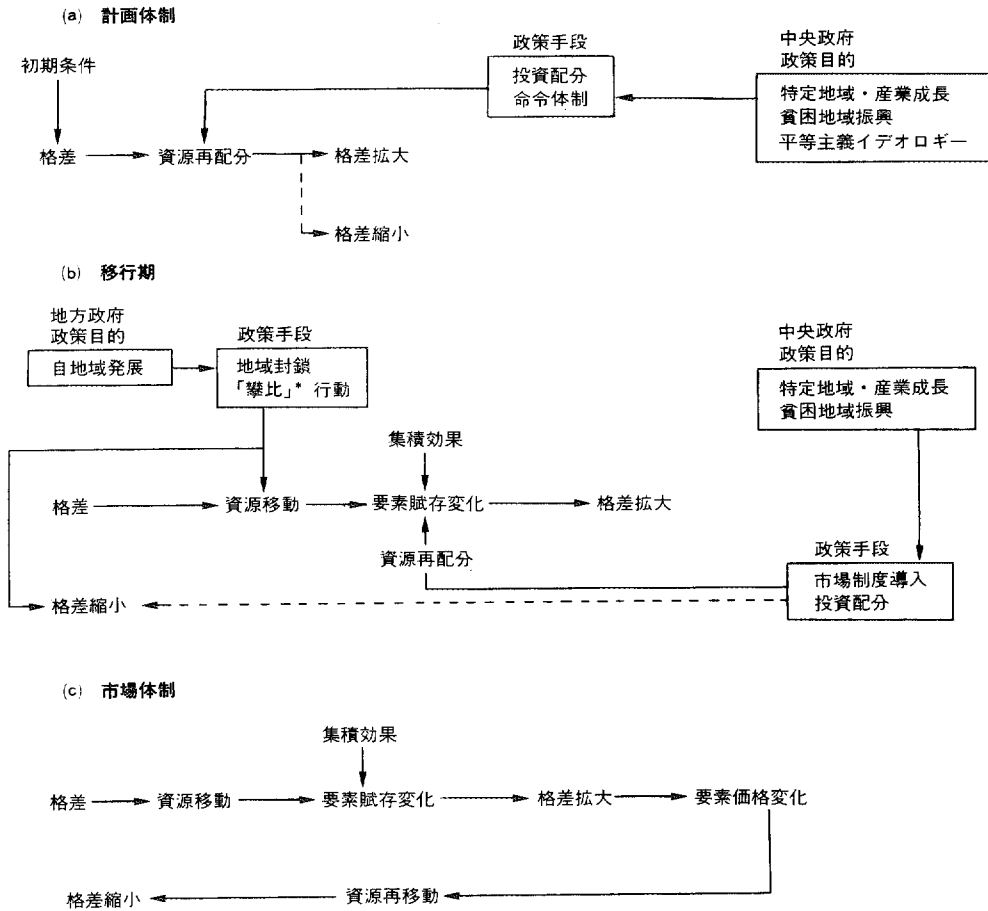 (a) 計画体制
初期条件
格差
資源再配分
格差拡大
格差縮小
政策手段
投資配分
命令体制
中央政府
政策目的
特定地域・産業成長
貧困地域振興
平等主義イデオロギー
(b) 移行期
地方政府
政策目的
自地域発展
政策手段
地域封鎖
「攀比」* 行動
中央政府
政策目的
特定地域・産業成長
貧困地域振興
集積効果
格差
資源移動
要素賦存変化
格差拡大
資源再配分
政策手段
市場制度導入
投資配分
格差縮小
(c) 市場体制
集積効果
格差
資源移動
要素賦存変化
格差拡大
要素価格変化
格差縮小
資源再移動